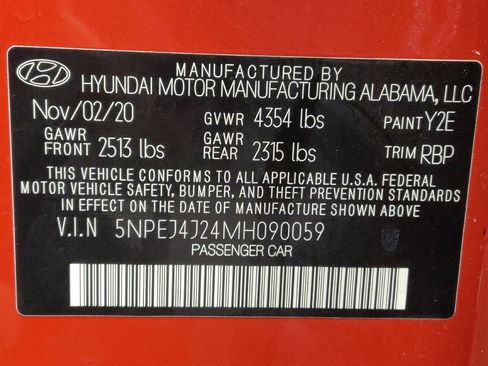 MANUFACTURED BY
HYUNDAI MOTOR MANUFACTURING ALABAMA, LLC
Nov/02/20 GVWR 4354 lbs PAINT Y2E
GAWR FRONT 2513 lbs GAWR REAR 2315 lbs TRIM RBP
THIS VEHICLE CONFORMS TO ALL APPLICABLE U.S.A. FEDERAL
MOTOR VEHICLE SAFETY, BUMPER, AND THEFT PREVENTION STANDARDS
IN EFFECT ON THE DATE OF MANUFACTURE SHOWN ABOVE
V.I.N 5NPEJ4J24MH090059
PASSENGER CAR